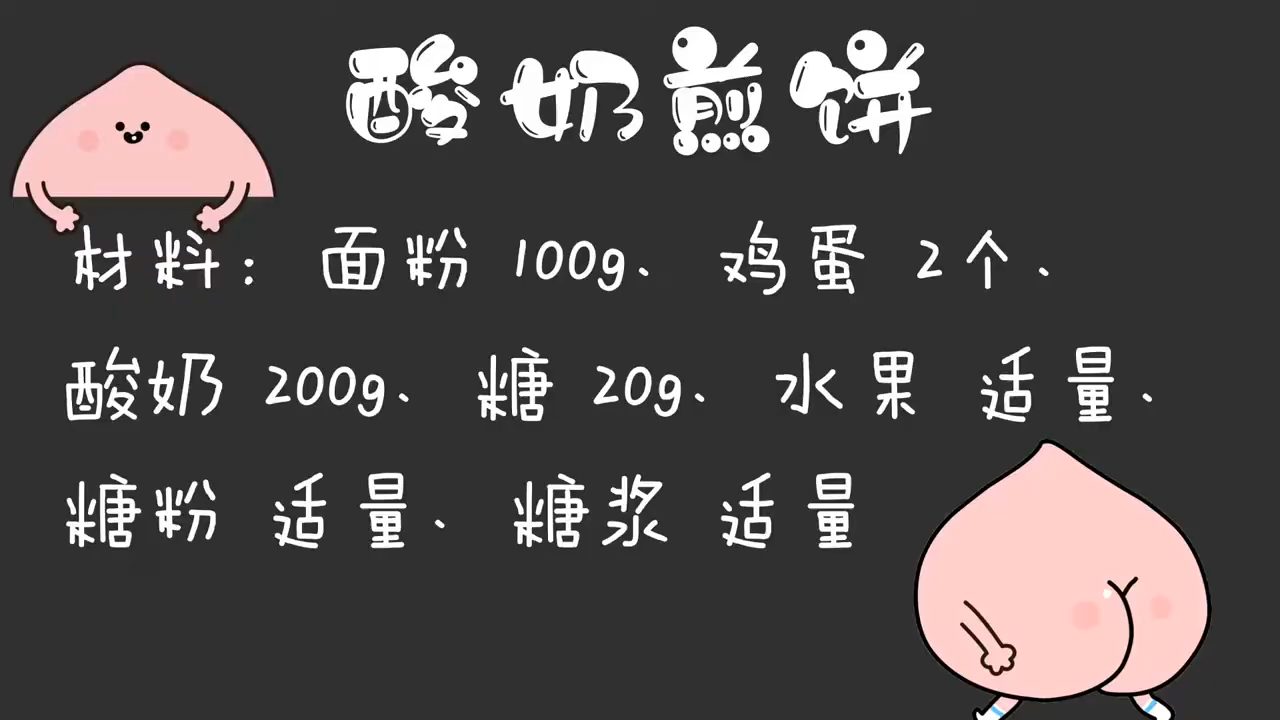 酸奶煎饼
材料: 面粉 100g、 鸡蛋 2个、
酸奶 200g、 糖 20g、 水果 适量、
糖粉 适量、 糖浆 适量